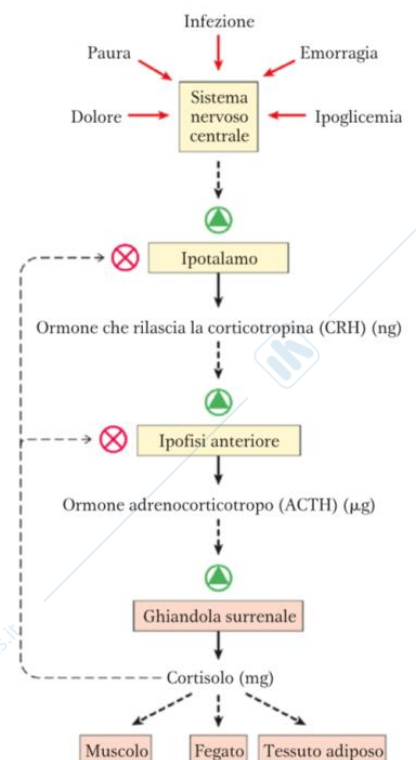 Infezione
Paura
Emorragia
Dolore
Sistema
nervoso
centrale
Ipoglicemia
Ipotalamo
Ormone che rilascia la corticotropina (CRH) (ng)
Ipofisi anteriore
Ormone adrenocorticotropo (ACTH) (μg)
Ghiandola surrenale
Cortisolo (mg)
Muscolo
Fegato
Tessuto adiposo